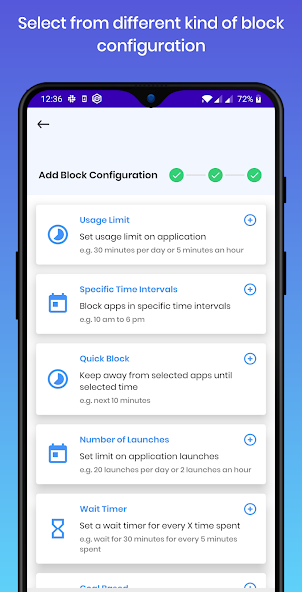 Select from different kind of block
configuration
12:36
72%
Add Block Configuration
Usage Limit
Set usage limit on application
e.g. 30 minutes per day or 5 minutes an hour
Specific Time Intervals
Block apps in specific time intervals
e.g. 10 am to 6 pm
Quick Block
Keep away from selected apps until
selected time
e.g. next 10 minutes
Number of Launches
Set limit on application launches
e.g. 20 launches per day or 2 launches an hour
Wait Timer
Set a wait timer for every X time spent
e.g. wait for 30 minutes for every 5 minutes
spent
Goal Based